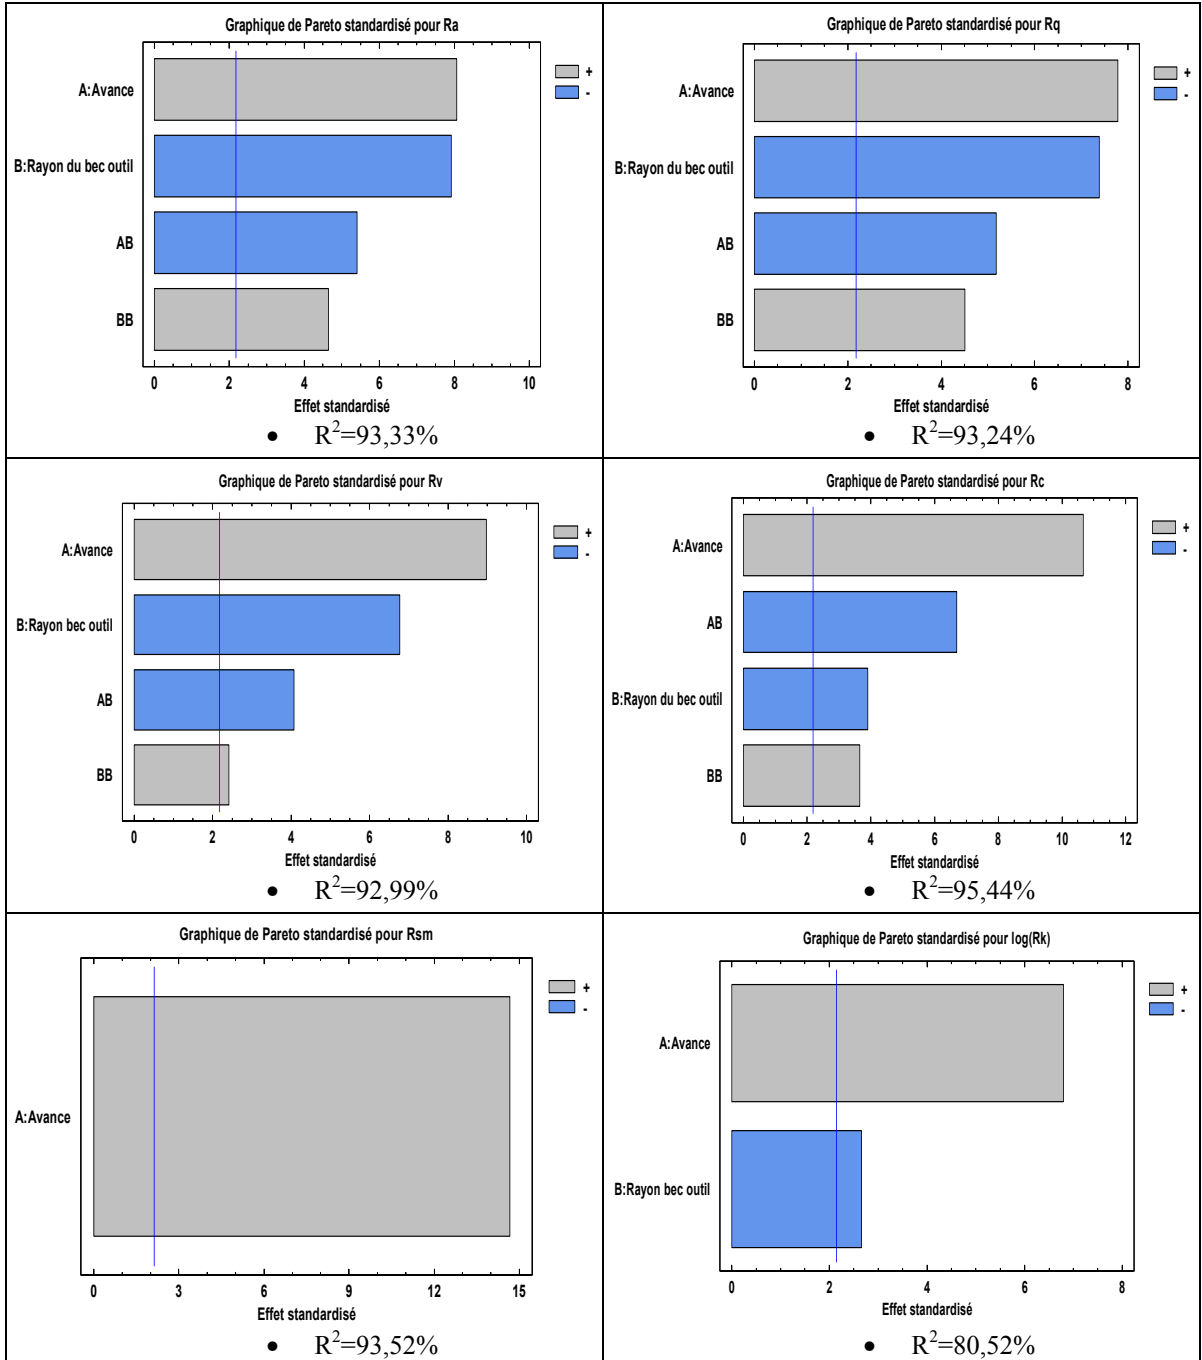 Graphique de Pareto standardisé pour Ra
+
-
A:Avance
B:Rayon du bec outil
AB
BB
0 2 4 6 8 10
Effet standardisé
• R²=93,33%
Graphique de Pareto standardisé pour Rq
+
-
A:Avance
B:Rayon du bec outil
AB
BB
0 2 4 6 8
Effet standardisé
• R²=93,24%
Graphique de Pareto standardisé pour Rv
+
-
A:Avance
B:Rayon bec outil
AB
BB
0 2 4 6 8 10
Effet standardisé
• R²=92,99%
Graphique de Pareto standardisé pour Rc
+
-
A:Avance
AB
B:Rayon du bec outil
BB
0 2 4 6 8 10 12
Effet standardisé
• R²=95,44%
Graphique de Pareto standardisé pour Rsm
+
-
A:Avance
0 3 6 9 12 15
Effet standardisé
• R²=93,52%
Graphique de Pareto standardisé pour log(Rk)
+
-
A:Avance
B:Rayon bec outil
0 2 4 6 8
Effet standardisé
• R²=80,52%